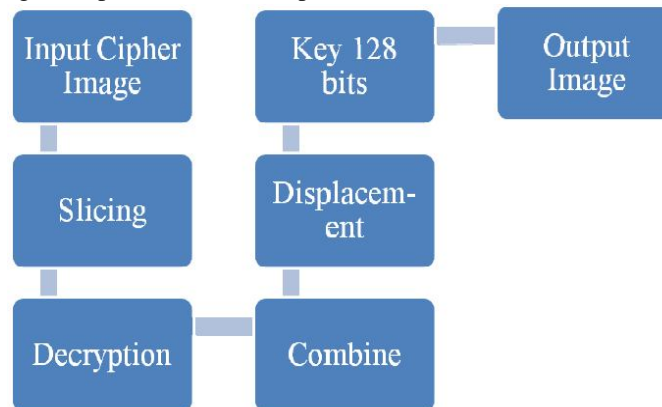 Input Cipher
Image
Slicing
Decryption
Combine
Displacem-
ent
Key 128
bits
Output
Image